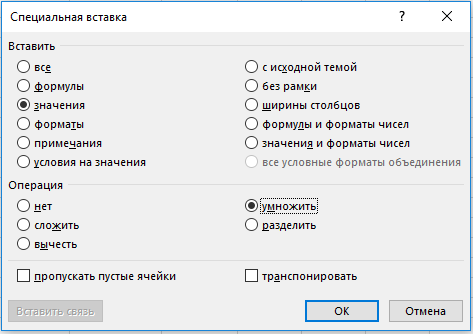 Специальная вставка ? ×
Вставить
все с исходной темой
формулы без рамки
значения ширины столбцов
форматы формулы и форматы чисел
примечания значения и форматы чисел
условия на значения все условные форматы объединения
Операция
нет умножить
сложить разделить
вычесть
пропускать пустые ячейки транспонировать
Вставить связь ОК Отмена